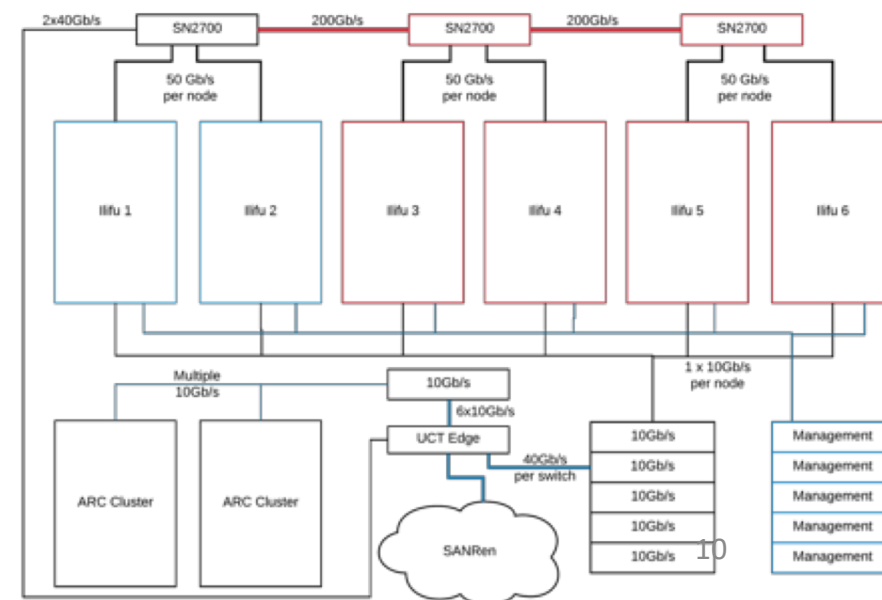 2x40Gb/s
SN2700
200Gb/s
SN2700
200Gb/s
SN2700
50 Gb/s
per node
50 Gb/s
per node
50 Gb/s
per node
Ilifu 1
Ilifu 2
Ilifu 3
Ilifu 4
Ilifu 5
Ilifu 6
Multiple
10Gb/s
10Gb/s
1 x 10Gb/s
per node
6x10Gb/s
UCT Edge
40Gb/s
per switch
ARC Cluster
ARC Cluster
SANRen
10Gb/s
10Gb/s
10Gb/s
10Gb/s
10Gb/s
10
Management
Management
Management
Management
Management